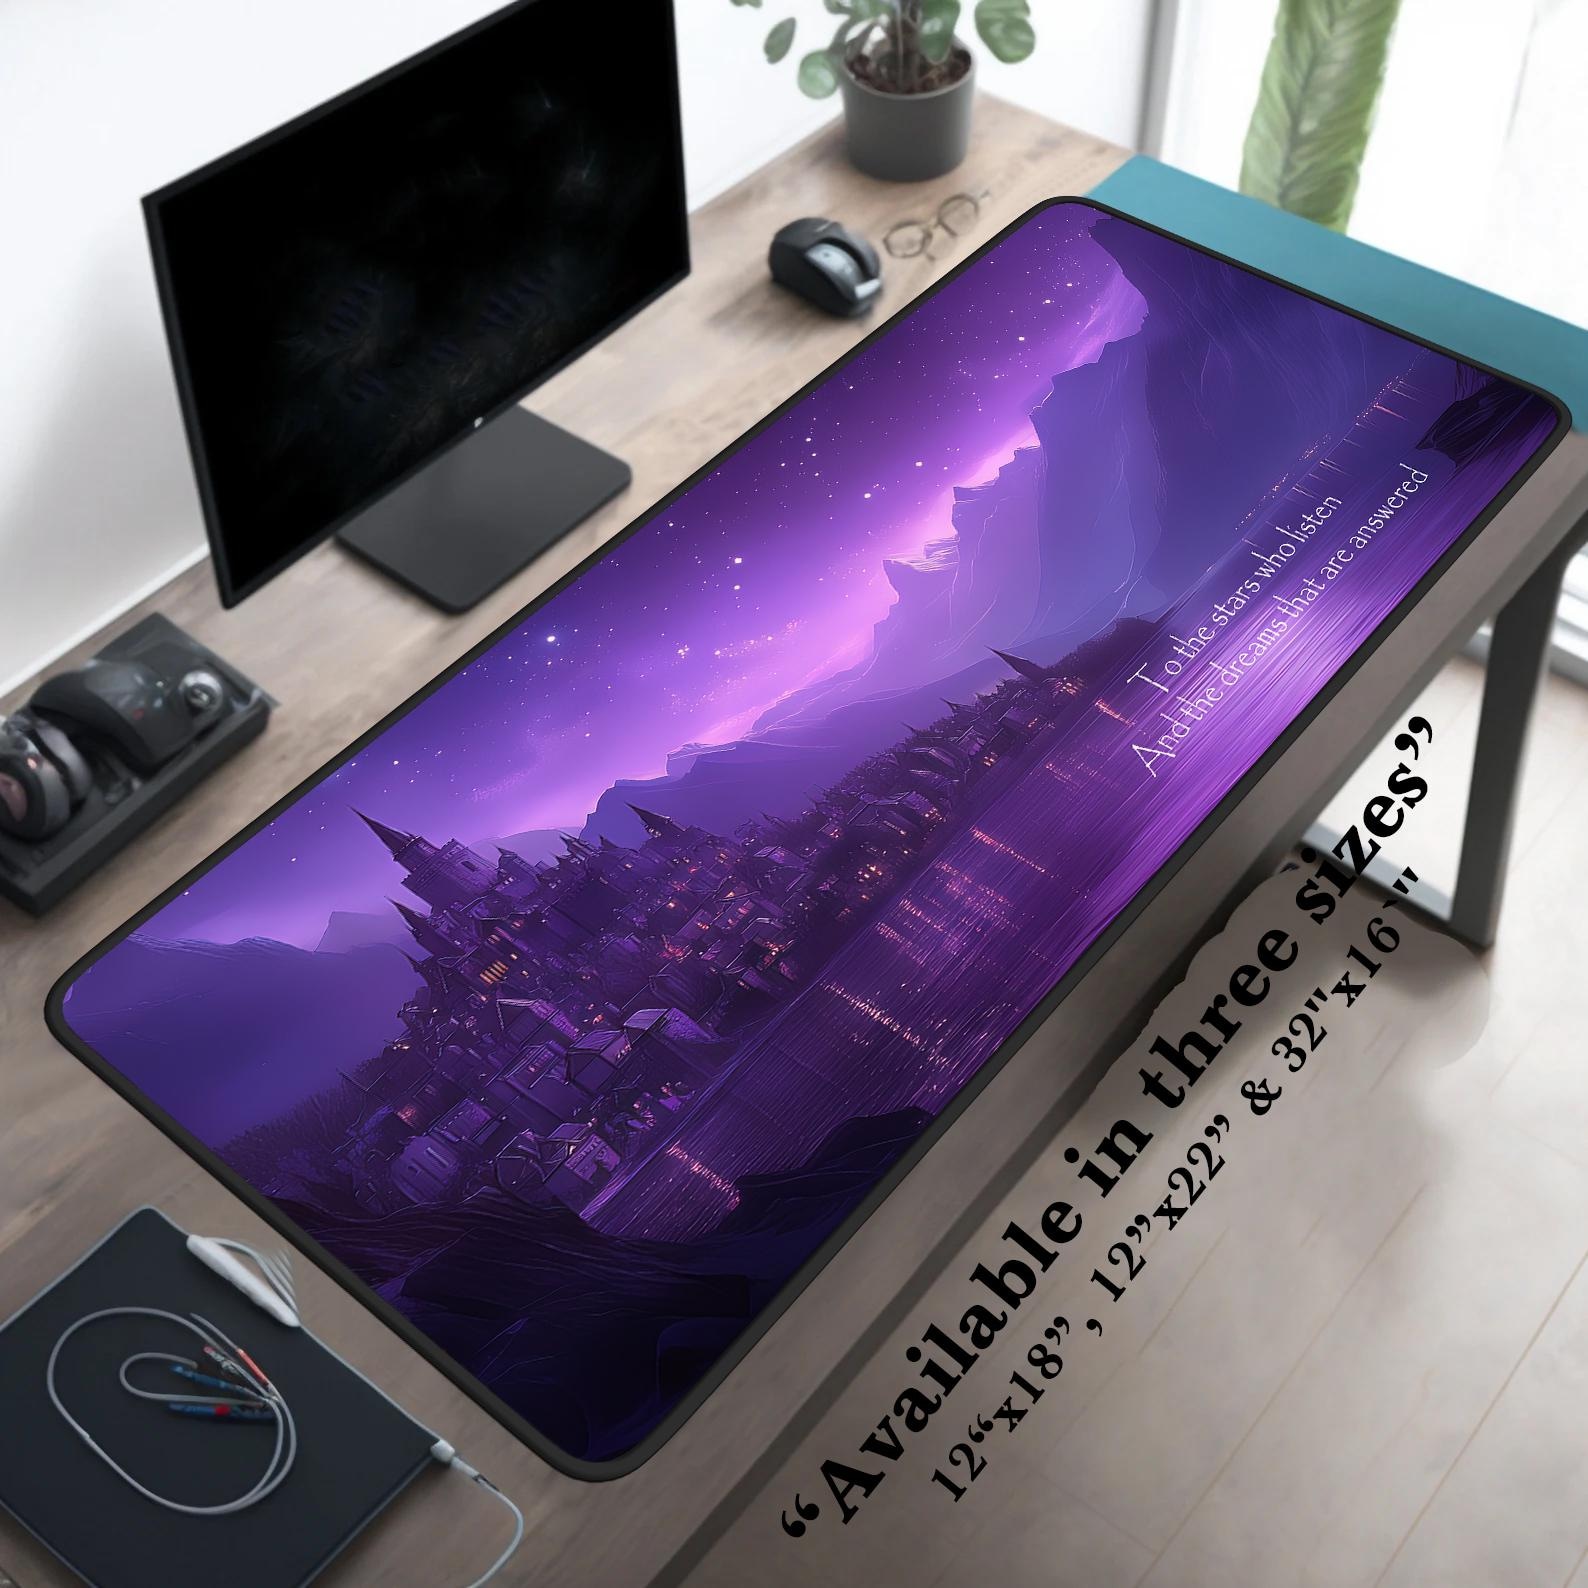 To the stars who listen
And the dreams that are answered
“Available in three sizes”
12“x18”, 12”x22” & 32"x16`"